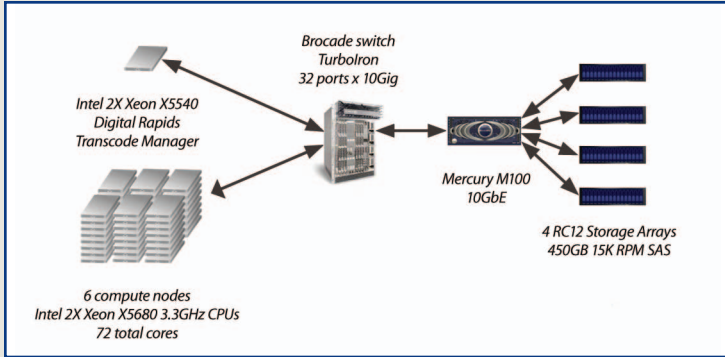 Brocade switch
TurboIron
32 ports x 10Gig
Intel 2X Xeon X5540
Digital Rapids
Transcode Manager
Mercury M100
10GbE
4 RC12 Storage Arrays
450GB 15K RPM SAS
6 compute nodes
Intel 2X Xeon X5680 3.3GHz CPUs
72 total cores